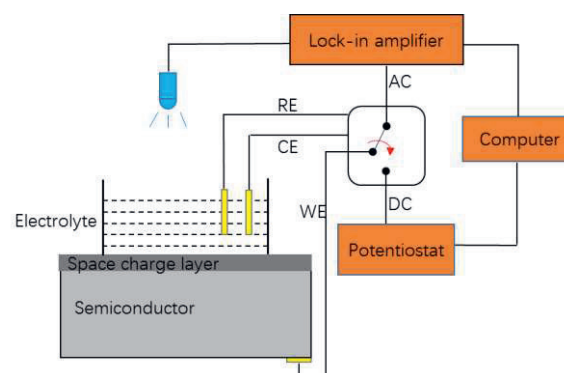 Lock-in amplifier
AC
RE
CE
Computer
Electrolyte
WE
DC
Potentiostat
Space charge layer
Semiconductor